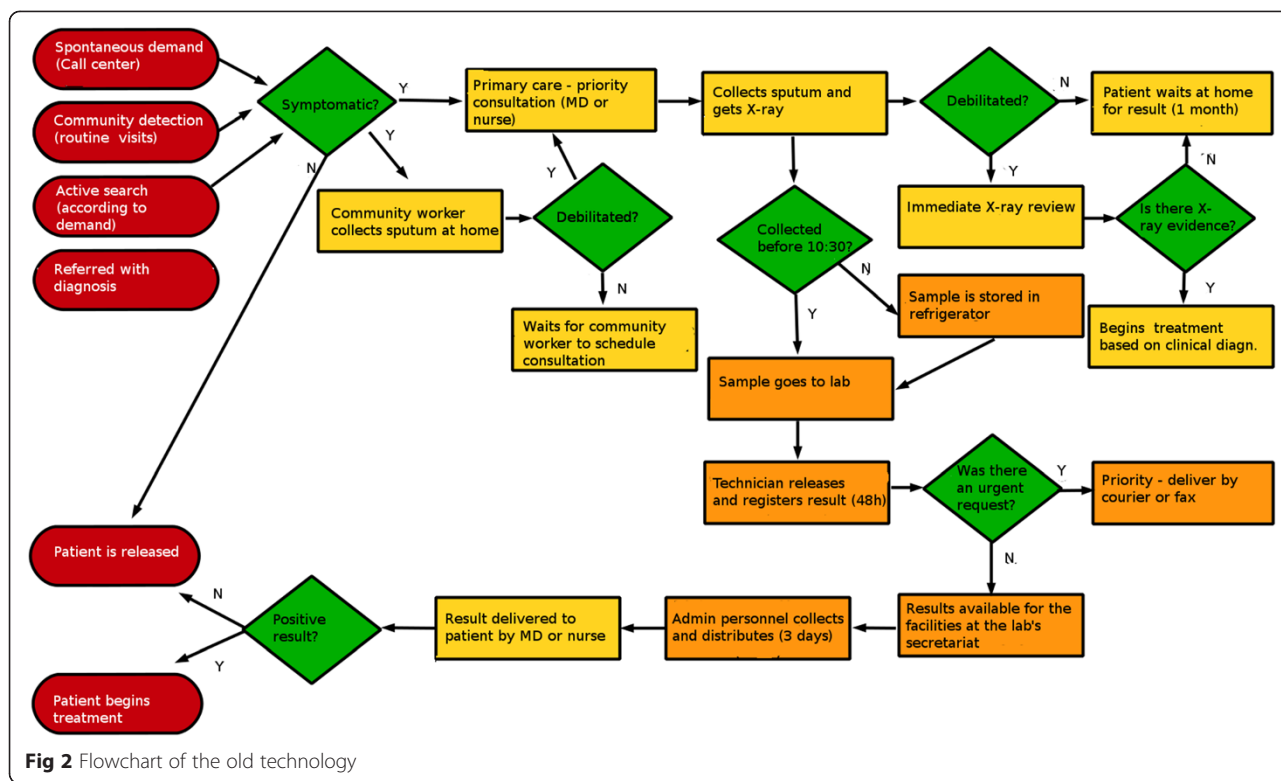 Spontaneous demand
(Call center)
Community detection
(routine visits)
Active search
(according to
demand)
Referred with
diagnosis
Symptomatic?
Y
Y
N
Primary care - priority
consultation (MD or
nurse)
Community worker
collects sputum at home
Y
Debilitated?
N
Waits for community
worker to schedule
consultation
Collects sputum and
gets X-ray
Debilitated?
N
Y
Patient waits at home
for result (1 month)
Immediate X-ray review
N
Is there X-
ray evidence?
Y
Begins treatment
based on clinical diagn.
Collected
before 10:30?
N
Y
Sample is stored in
refrigerator
Sample goes to lab
Technician releases
and registers result (48h)
Was there
an urgent
request?
Y
N
Priority - deliver by
courier or fax
Results available for the
facilities at the lab's
secretariat
Admin personnel collects
and distributes (3 days)
Result delivered to
patient by MD or nurse
Positive
result?
N
Y
Patient is released
Patient begins
treatment
Fig 2 Flowchart of the old technology